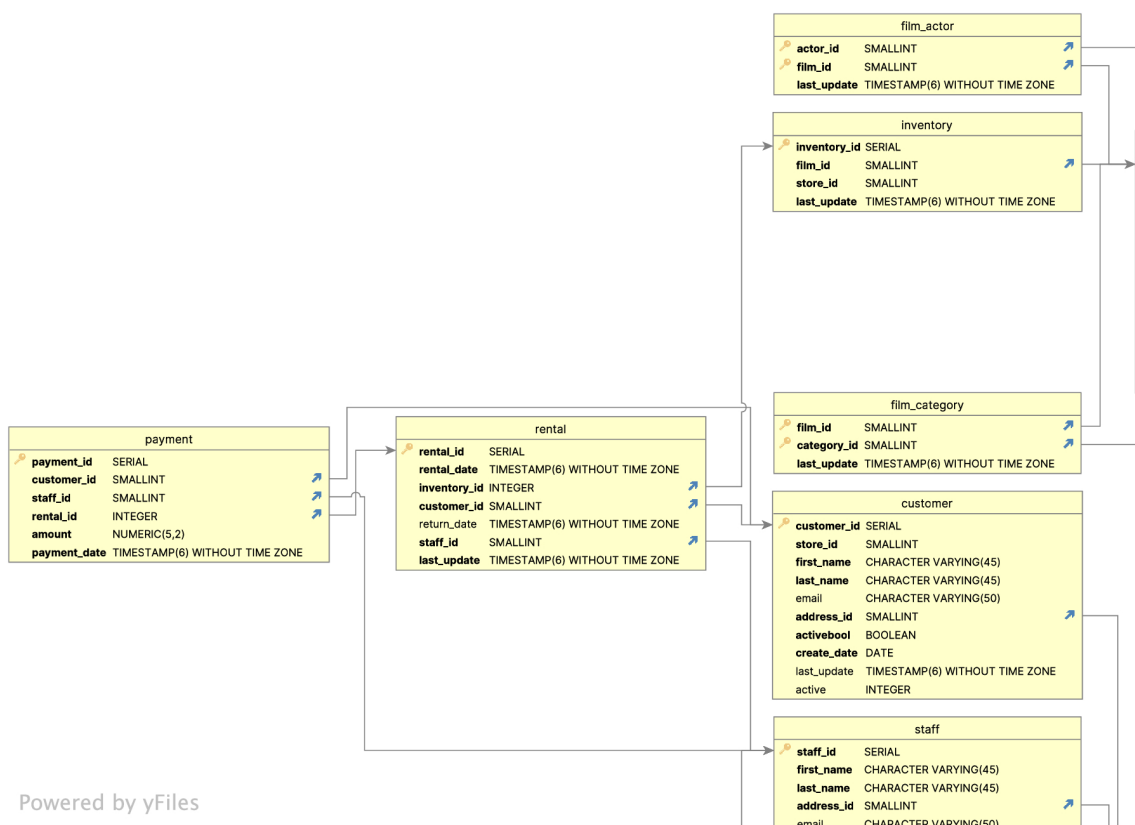 film_actor
actor_id SMALLINT
film_id SMALLINT
last_update TIMESTAMP(6) WITHOUT TIME ZONE
inventory
inventory_id SERIAL
film_id SMALLINT
store_id SMALLINT
last_update TIMESTAMP(6) WITHOUT TIME ZONE
payment
payment_id SERIAL
customer_id SMALLINT
staff_id SMALLINT
rental_id INTEGER
amount NUMERIC(5,2)
payment_date TIMESTAMP(6) WITHOUT TIME ZONE
rental
rental_id SERIAL
rental_date TIMESTAMP(6) WITHOUT TIME ZONE
inventory_id INTEGER
customer_id SMALLINT
return_date TIMESTAMP(6) WITHOUT TIME ZONE
staff_id SMALLINT
last_update TIMESTAMP(6) WITHOUT TIME ZONE
film_category
film_id SMALLINT
category_id SMALLINT
last_update TIMESTAMP(6) WITHOUT TIME ZONE
customer
customer_id SERIAL
store_id SMALLINT
first_name CHARACTER VARYING(45)
last_name CHARACTER VARYING(45)
email CHARACTER VARYING(50)
address_id SMALLINT
activebool BOOLEAN
create_date DATE
last_update TIMESTAMP(6) WITHOUT TIME ZONE
active INTEGER
staff
staff_id SERIAL
first_name CHARACTER VARYING(45)
last_name CHARACTER VARYING(45)
address_id SMALLINT
email CHARACTER VARYING(50)
Powered by yFiles